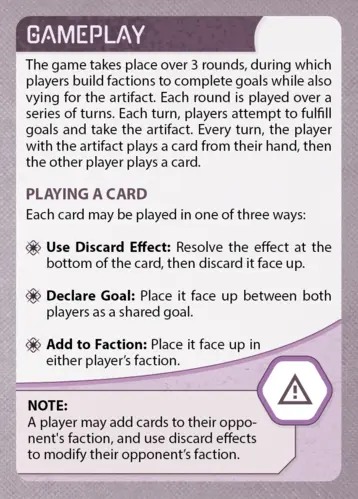 GAMEPLAY
The game takes place over 3 rounds, during which
players build factions to complete goals while also
vying for the artifact. Each round is played over a
series of turns. Each turn, players attempt to fulfill
goals and take the artifact. Every turn, the player
with the artifact plays a card from their hand, then
the other player plays a card.
PLAYING A CARD
Each card may be played in one of three ways:
Use Discard Effect: Resolve the effect at the
bottom of the card, then discard it face up.
Declare Goal: Place it face up between both
players as a shared goal.
Add to Faction: Place it face up in
either player's faction.
NOTE:
A player may add cards to their oppo-
nent's faction, and use discard effects
to modify their opponent's faction.